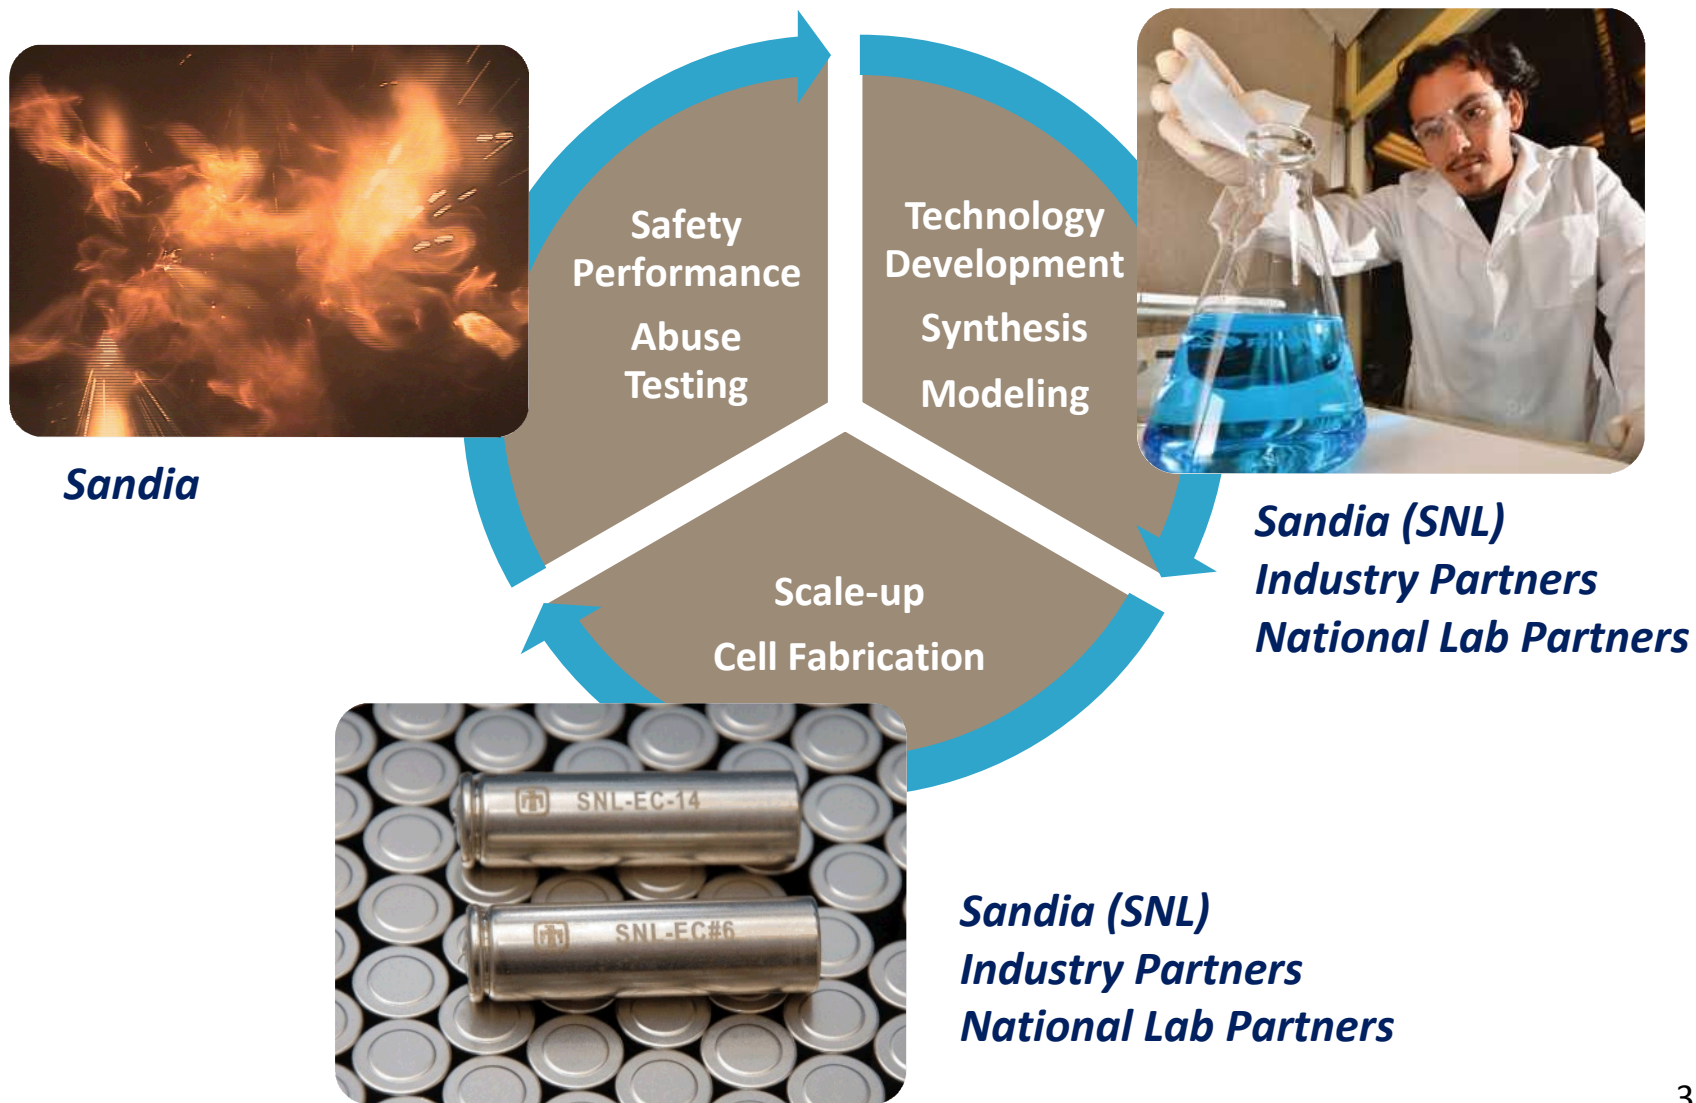 Safety
Performance
Abuse
Testing
Technology
Development
Synthesis
Modeling
Sandia
Sandia (SNL)
Industry Partners
National Lab Partners
Scale-up
Cell Fabrication
SNL-EC-14
SNL-EC#6
Sandia (SNL)
Industry Partners
National Lab Partners
3